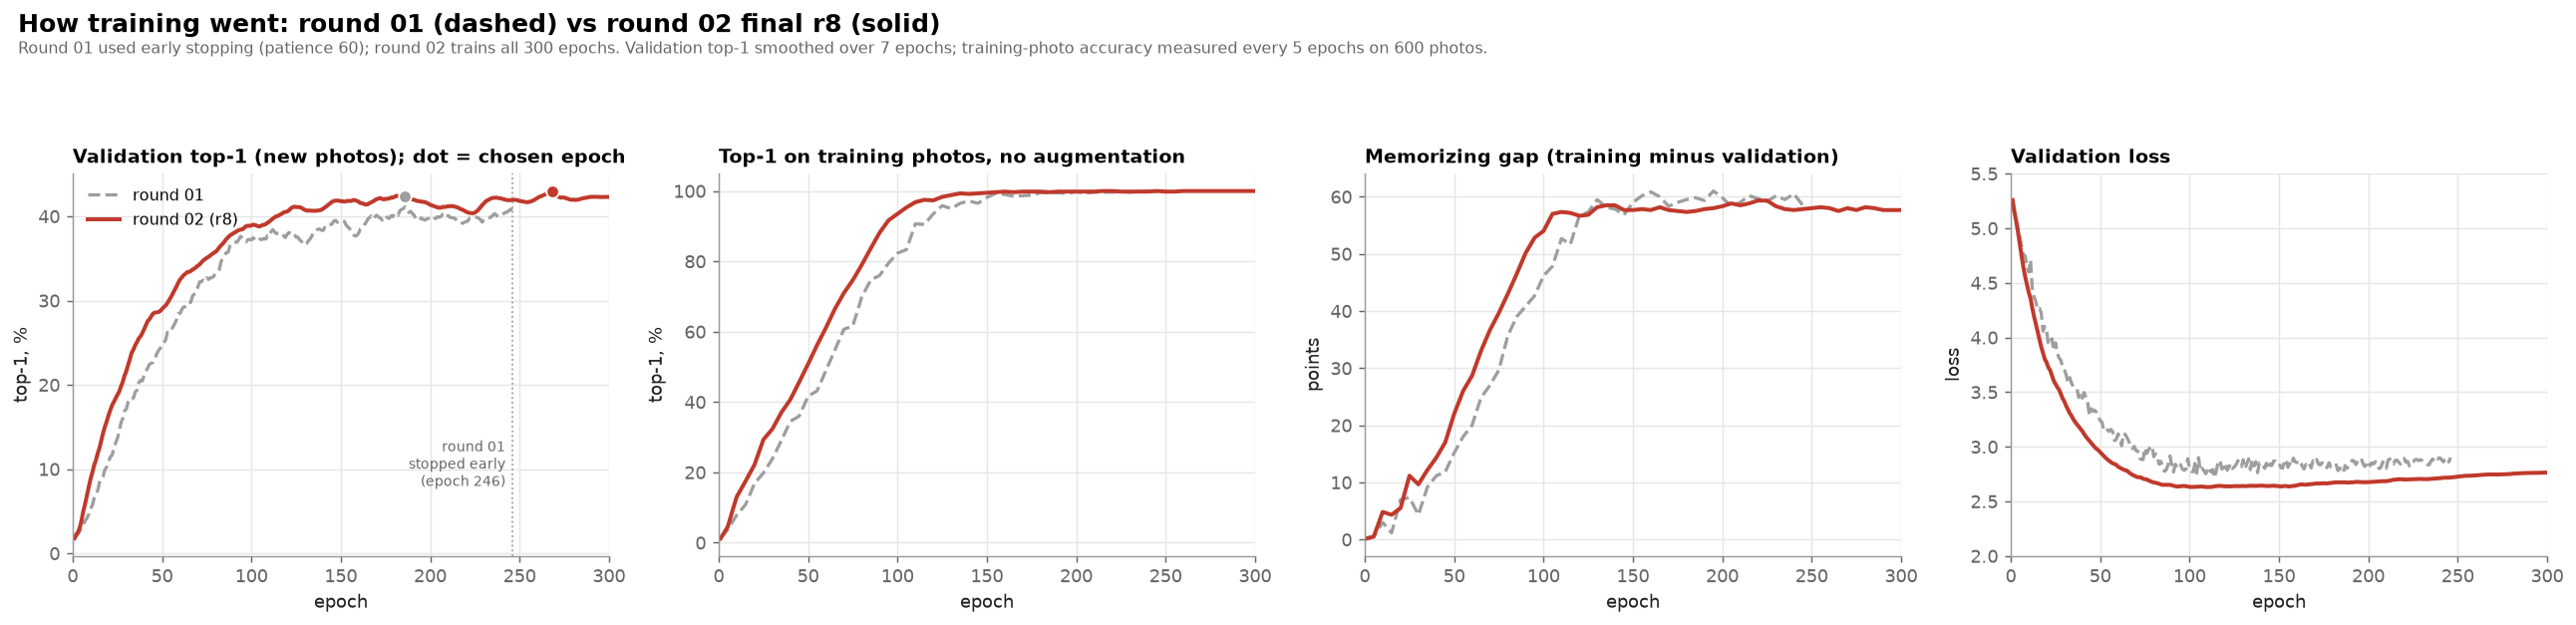 How training went: round 01 (dashed) vs round 02 final r8 (solid)
Round 01 used early stopping (patience 60); round 02 trains all 300 epochs. Validation top-1 smoothed over 7 epochs; training-photo accuracy measured every 5 epochs on 600 photos.
Validation top-1 (new photos); dot = chosen epoch
round 01
round 02 (r8)
top-1, %
40
30
20
10
0
round 01
stopped early
(epoch 246)
0 50 100 150 200 250 300
epoch
Top-1 on training photos, no augmentation
top-1, %
100
80
60
40
20
0
0 50 100 150 200 250 300
epoch
Memorizing gap (training minus validation)
points
60
50
40
30
20
10
0
0 50 100 150 200 250 300
epoch
Validation loss
loss
5.5
5.0
4.5
4.0
3.5
3.0
2.5
2.0
0 50 100 150 200 250 300
epoch